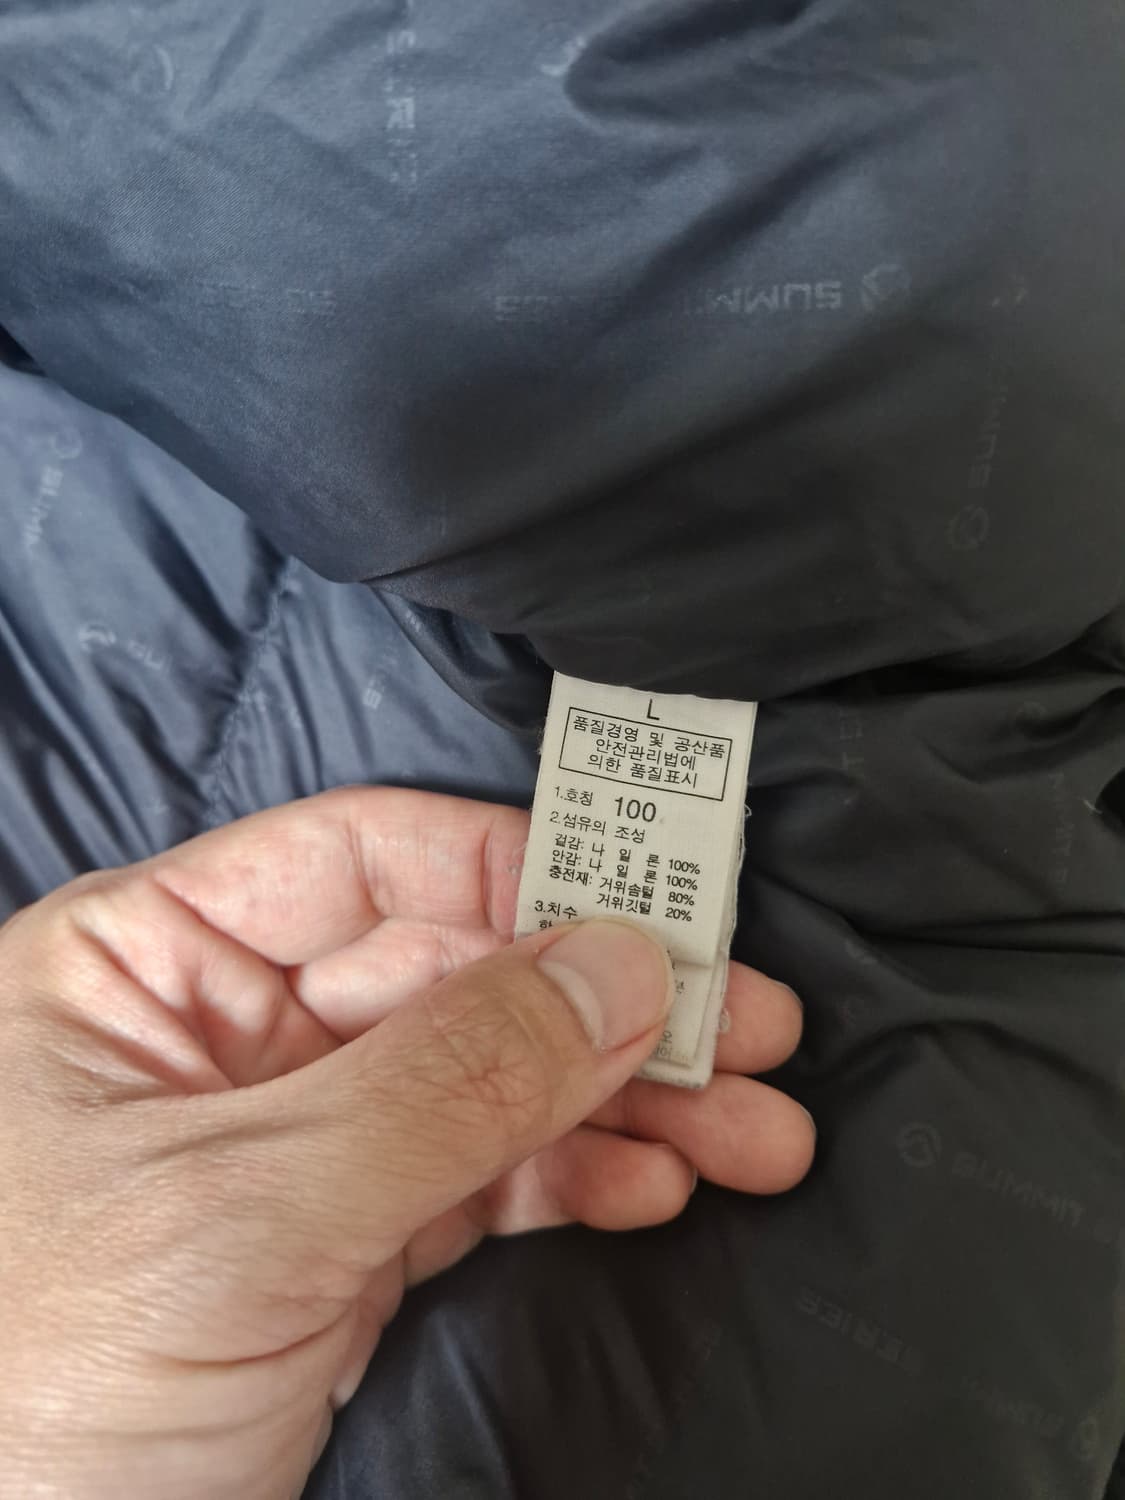 SUMMIT
SERIES
L
품질경영 및 공산품
안전관리법에
의한 품질표시
1.호칭 100
2.섬유의 조성
겉감: 나 일 론 100%
안감: 나 일 론 100%
충전재: 거위솜털 80%
거위깃털 20%
3.치수
SUMMIT
SERIES